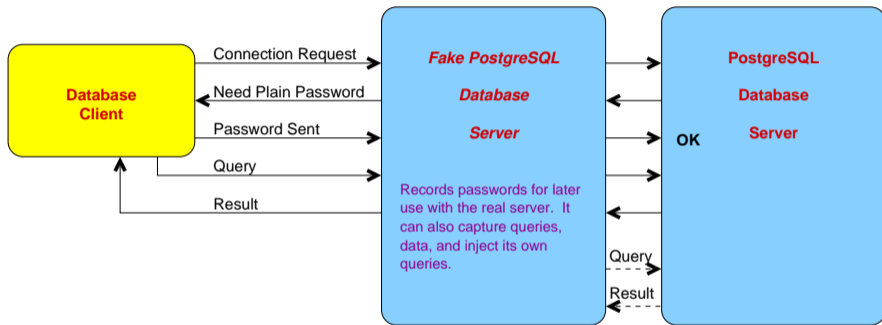 Database
Client
Connection Request
Need Plain Password
Password Sent
Query
Result
Fake PostgreSQL
Database
Server
Records passwords for later
use with the real server.  It
can also capture queries,
data, and inject its own
queries.
PostgreSQL
Database
Server
OK
Query
Result